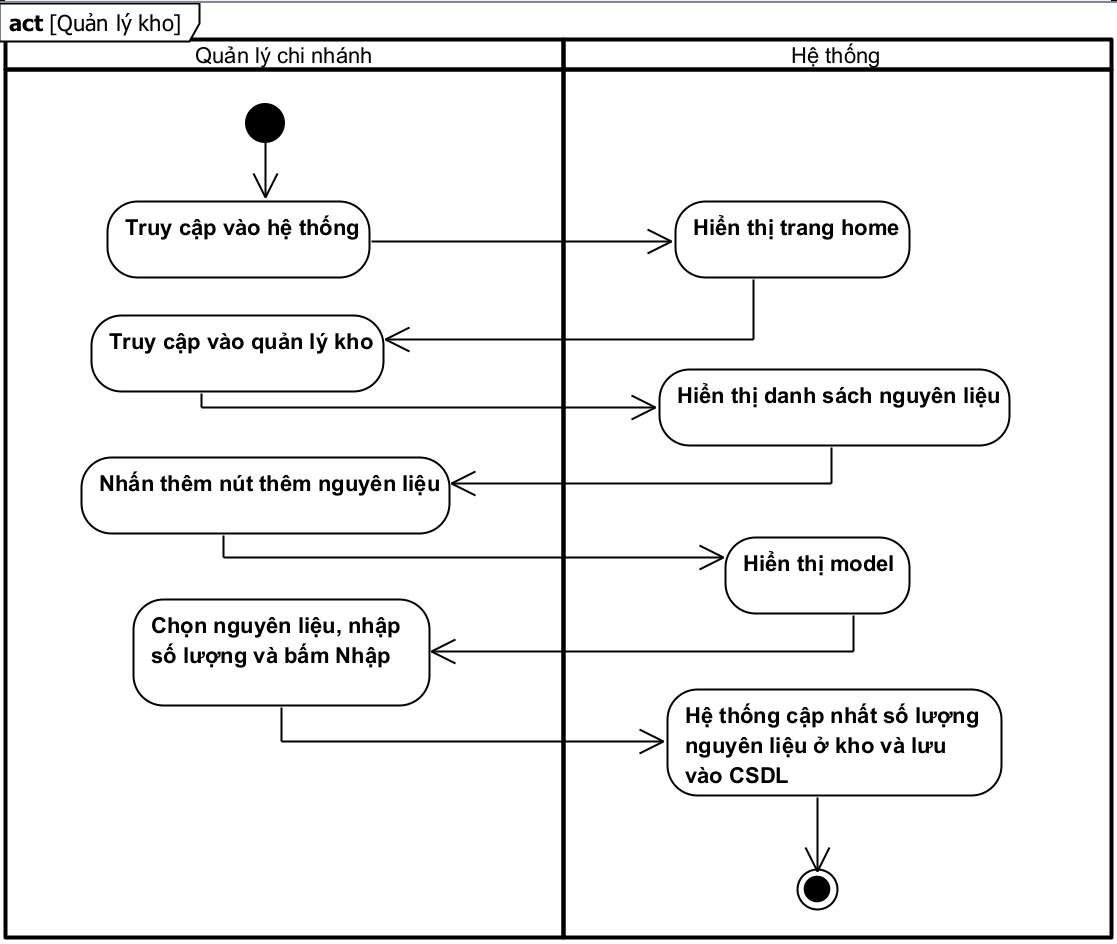 act [Quản lý kho]
Quản lý chi nhánh
Hệ thống
Truy cập vào hệ thống
Hiển thị trang home
Truy cập vào quản lý kho
Hiển thị danh sách nguyên liệu
Nhấn thêm nút thêm nguyên liệu
Hiển thị model
Chọn nguyên liệu, nhập
số lượng và bấm Nhập
Hệ thống cập nhất số lượng
nguyên liệu ở kho và lưu
vào CSDL